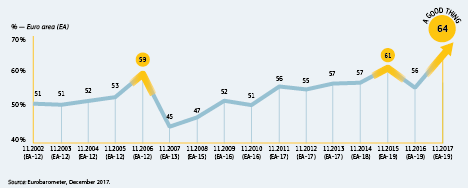 A GOOD THING
% — Euro area (EA)
64
70%
60%
50%
40%
51 51 52 53 59 45 47 52 51 56 55 57 57 61 56
11.2002 11.2003 11.2004 11.2005 11.2006 11.2007 11.2008 11.2009 11.2010 11.2011 11.2012 11.2013 11.2014 11.2015 11.2016 11.2017
(EA-12) (EA-12) (EA-12) (EA-12) (EA-12) (EA-13) (EA-15) (EA-16) (EA-16) (EA-17) (EA-17) (EA-17) (EA-18) (EA-19) (EA-19) (EA-19)
Source: Eurobarometer, December 2017.